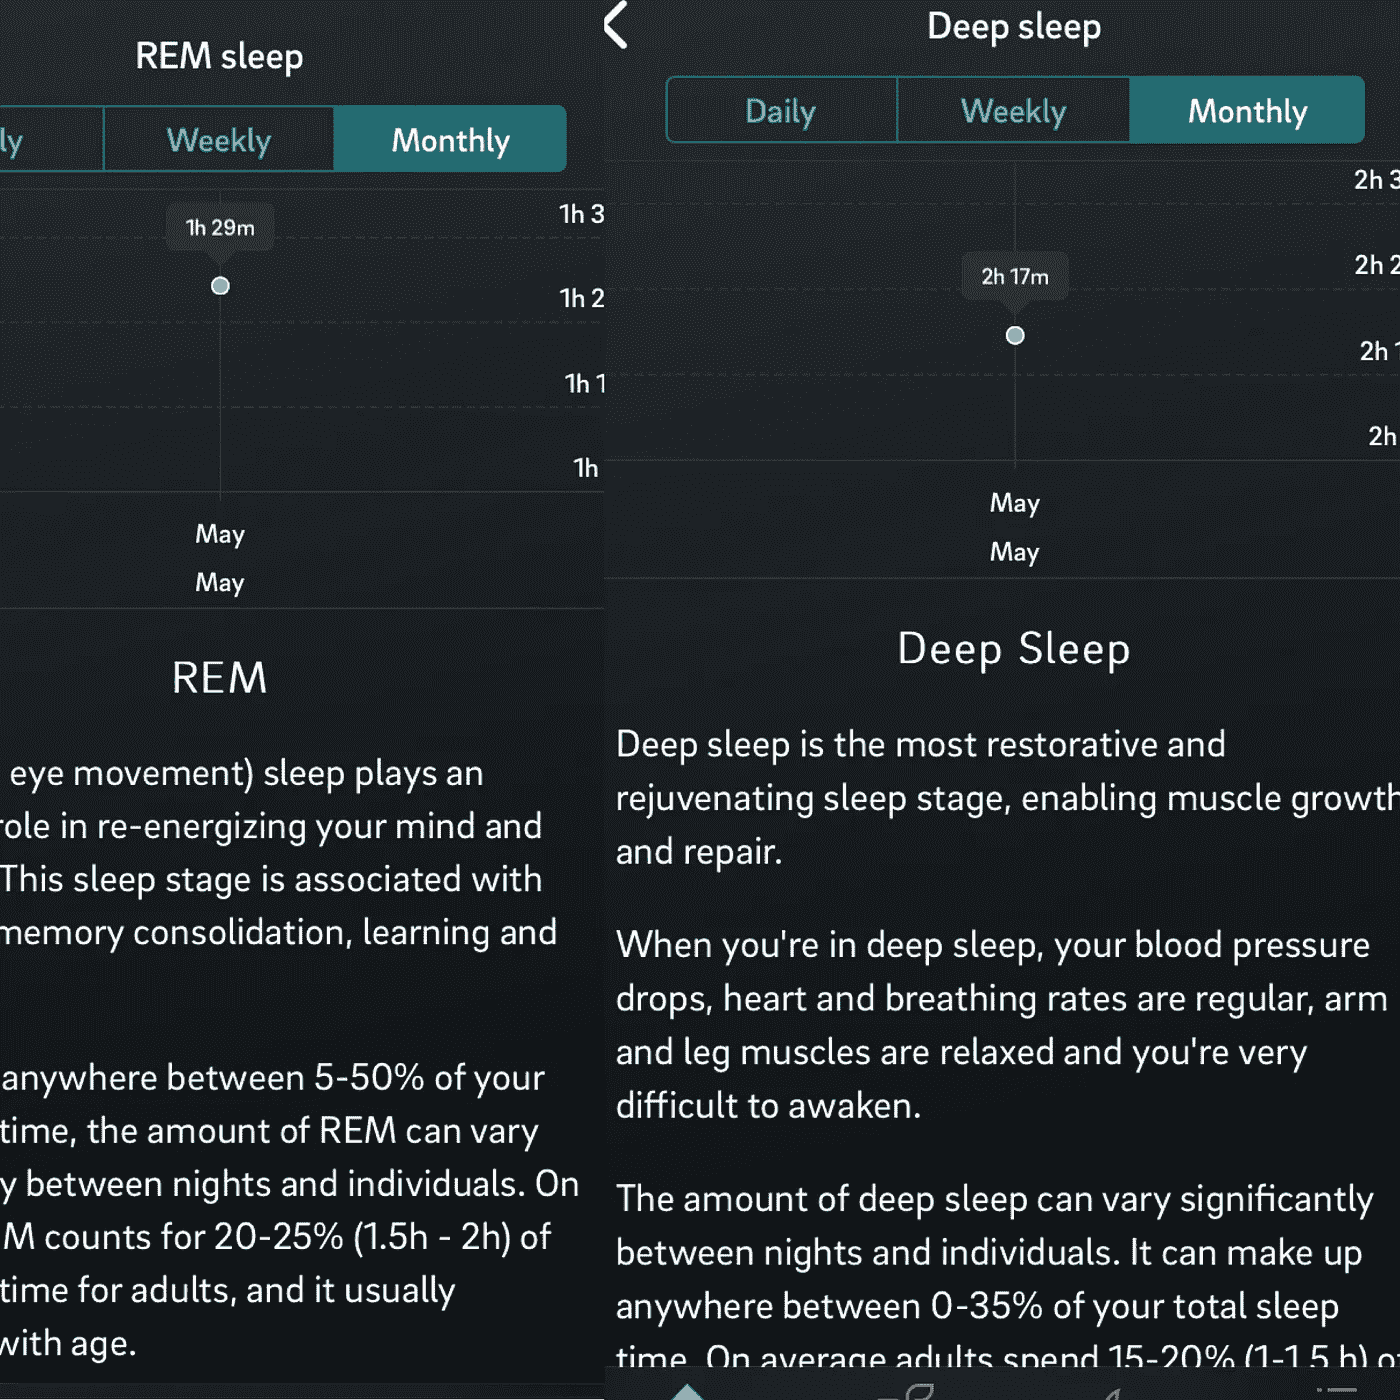 REM sleep
ly
Weekly
Monthly
1h 29m
1h 3
1h 2
1h 1
1h
May
May
REM
eye movement) sleep plays an
role in re-energizing your mind and
This sleep stage is associated with
memory consolidation, learning and
anywhere between 5-50% of your
time, the amount of REM can vary
y between nights and individuals. On
M counts for 20-25% (1.5h - 2h) of
time for adults, and it usually
with age.
Deep sleep
Daily
Weekly
Monthly
2h 3
2h 2
2h 17m
2h 1
2h
May
May
Deep Sleep
Deep sleep is the most restorative and
rejuvenating sleep stage, enabling muscle growth
and repair.
When you're in deep sleep, your blood pressure
drops, heart and breathing rates are regular, arm
and leg muscles are relaxed and you're very
difficult to awaken.
The amount of deep sleep can vary significantly
between nights and individuals. It can make up
anywhere between 0-35% of your total sleep
time. On average adults spend 15-20% (1-1.5 h) of